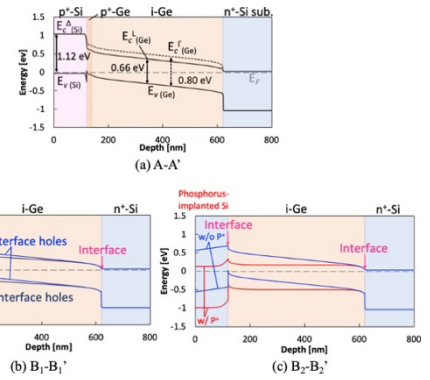 p⁺-Si p⁺-Ge i-Ge n⁺-Si sub.
Energy [ev]
1.5
1
0.5
0
-0.5
-1
-1.5
E_c^Δ (Si)
1.12 eV
E_v (Si)
E_c^L (Ge)
E_c^Γ (Ge)
0.66 eV
0.80 eV
E_v (Ge)
E_F
0 200 400 600 800
Depth [nm]
(a) A-A'
i-Ge n⁺-Si
terface holes
Interface
nterface holes
200 400 600 800
Depth [nm]
(b) B₁-B₁'
Phosphorus-
implanted Si
i-Ge n⁺-Si
Energy [eV]
1.5
1
0.5
0
-0.5
-1
-1.5
Interface
w/o P⁺
Interface
w/ P⁺
0 200 400 600 800
Depth [nm]
(c) B₂-B₂'